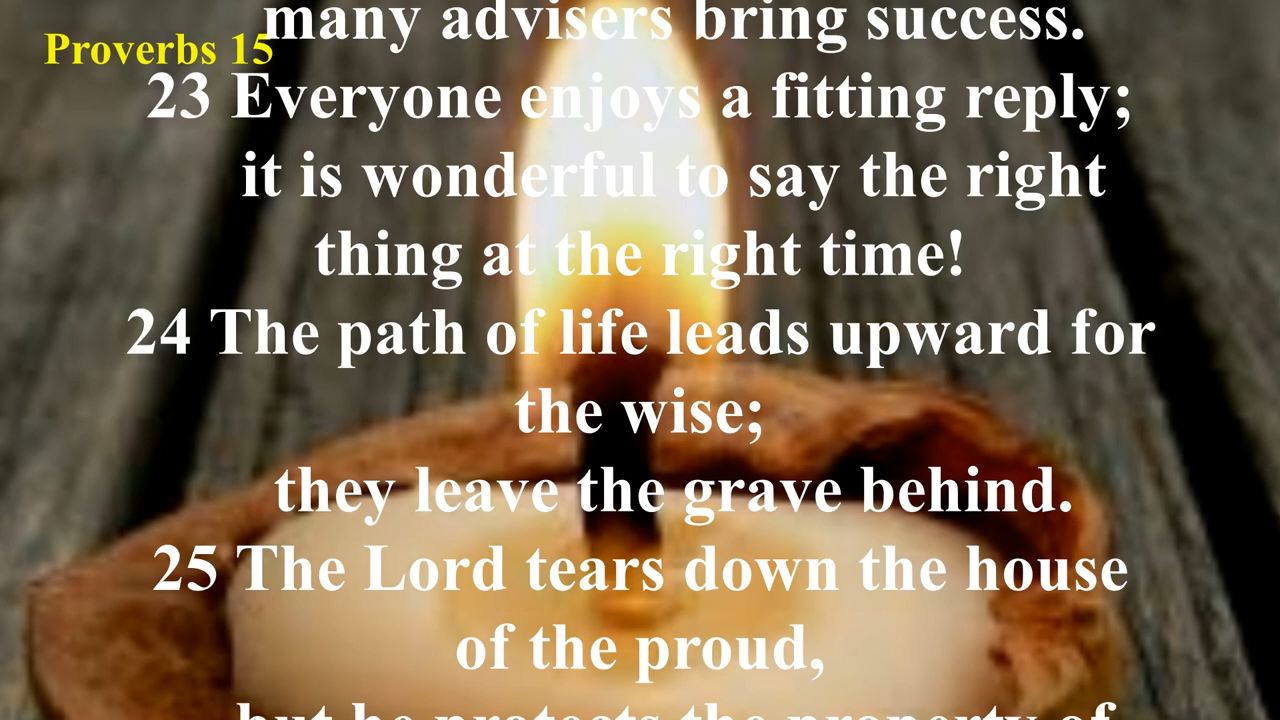 many advisers bring success.
Proverbs 15
23 Everyone enjoys a fitting reply;
it is wonderful to say the right
thing at the right time!
24 The path of life leads upward for
the wise;
they leave the grave behind.
25 The Lord tears down the house
of the proud,
but he protects the property of